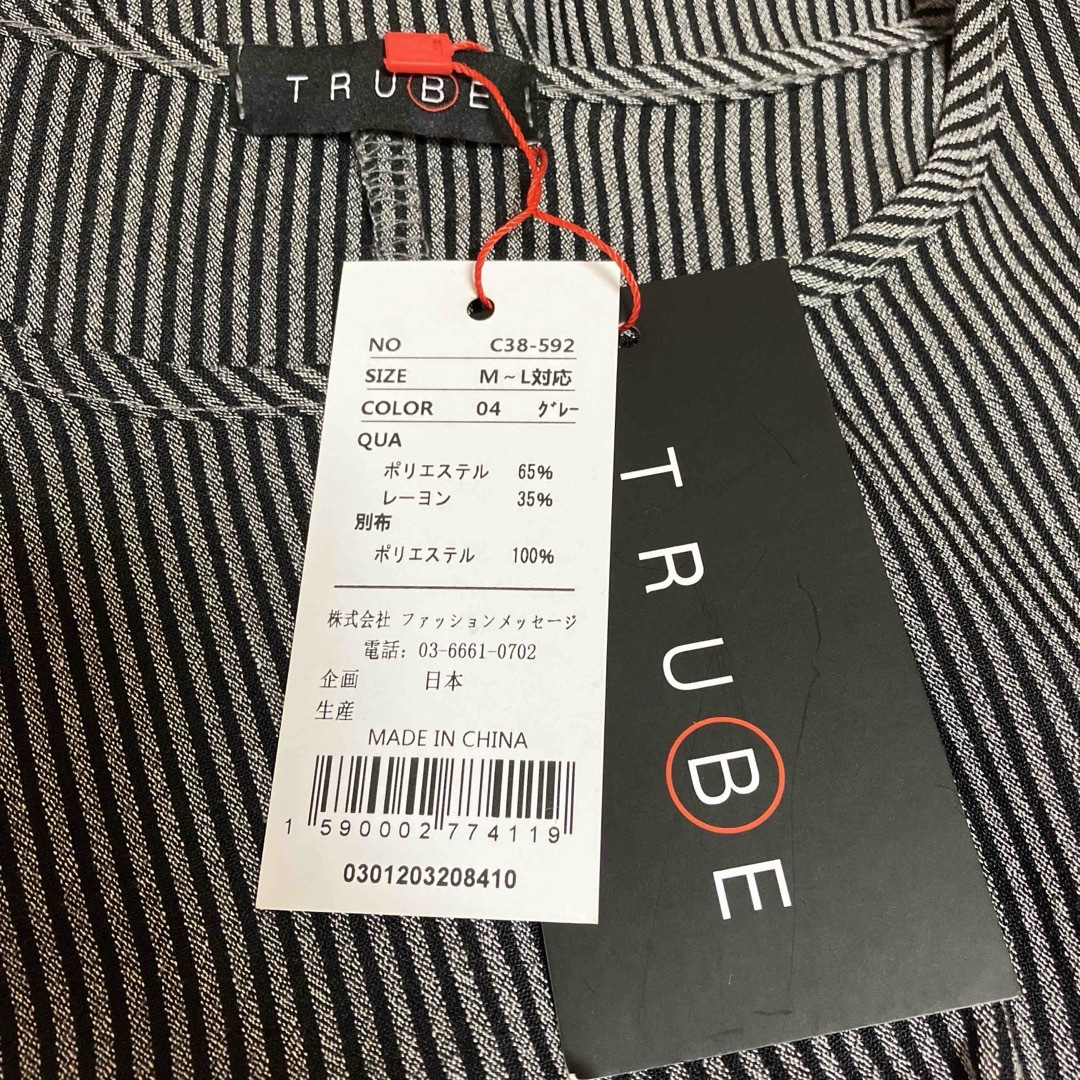 TRUBE
NO C38-592
SIZE M～L対応
COLOR 04 ｸﾞﾚｰ
QUA
ポリエステル 65%
レーヨン 35%
別布
ポリエステル 100%
株式会社 ファッションメッセージ
電話: 03-6661-0702
企画 日本
生産
MADE IN CHINA
1 590002 774119
0301203208410
TRUBE